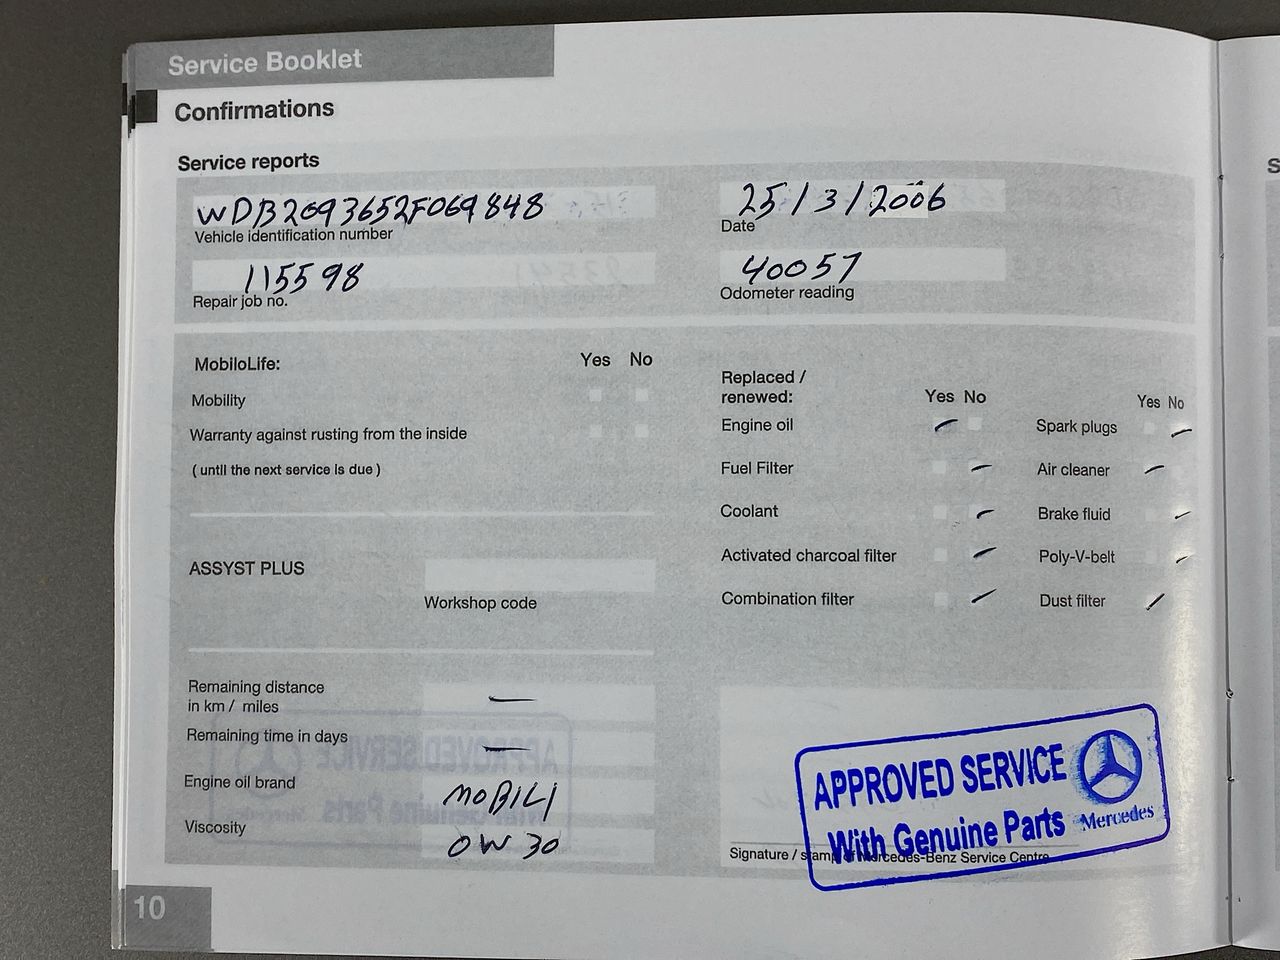 Service Booklet
Confirmations
Service reports
WDB2093652F069848
Vehicle identification number
25/3/2006
Date
115598
Repair job no.
40057
Odometer reading
MobiloLife:
Yes No
Mobility
Warranty against rusting from the inside
( until the next service is due )
ASSYST PLUS
Workshop code
Remaining distance
in km / miles
—
Remaining time in days
—
Engine oil brand
MOBIL 1
Viscosity
0W 30
Replaced /
renewed:
Yes No
Engine oil
Fuel Filter
Coolant
Activated charcoal filter
Combination filter
Yes No
Spark plugs
Air cleaner
Brake fluid
Poly-V-belt
Dust filter
APPROVED SERVICE
With Genuine Parts
Mercedes
Signature / stamp of Mercedes-Benz Service Centre
10
S